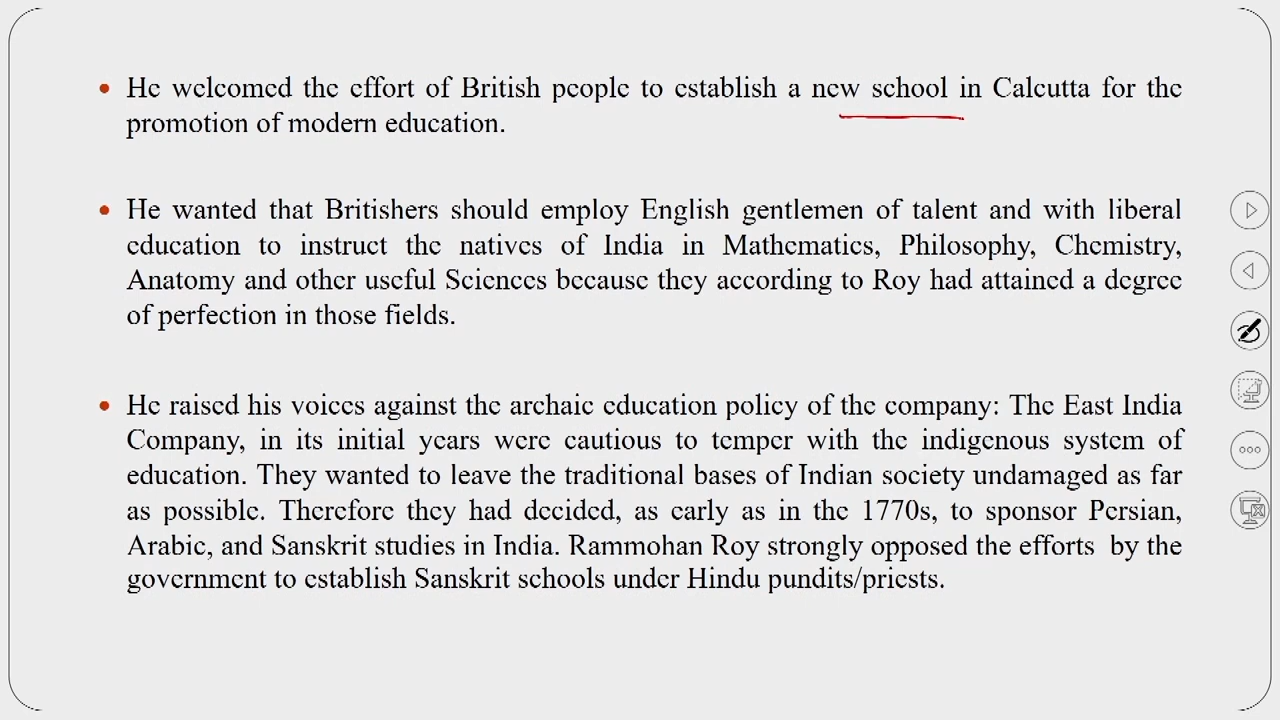 • He welcomed the effort of British people to establish a new school in Calcutta for the
promotion of modern education.
• He wanted that Britishers should employ English gentlemen of talent and with liberal
education to instruct the natives of India in Mathematics, Philosophy, Chemistry,
Anatomy and other useful Sciences because they according to Roy had attained a degree
of perfection in those fields.
• He raised his voices against the archaic education policy of the company: The East India
Company, in its initial years were cautious to temper with the indigenous system of
education. They wanted to leave the traditional bases of Indian society undamaged as far
as possible. Therefore they had decided, as early as in the 1770s, to sponsor Persian,
Arabic, and Sanskrit studies in India. Rammohan Roy strongly opposed the efforts by the
government to establish Sanskrit schools under Hindu pundits/priests.